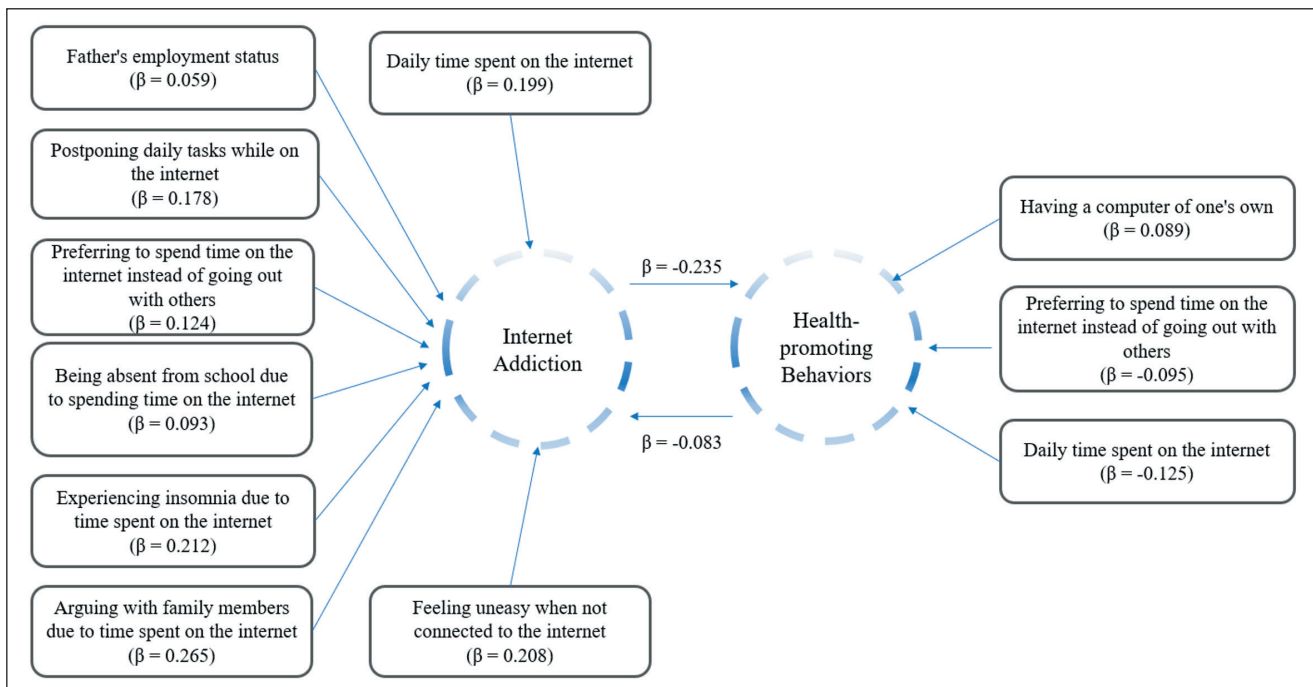 Father's employment status
(β = 0.059)
Postponing daily tasks while on
the internet
(β = 0.178)
Preferring to spend time on the
internet instead of going out
with others
(β = 0.124)
Being absent from school due
to spending time on the internet
(β = 0.093)
Experiencing insomnia due to
time spent on the internet
(β = 0.212)
Arguing with family members
due to time spent on the internet
(β = 0.265)
Daily time spent on the internet
(β = 0.199)
Internet
Addiction
Feeling uneasy when not
connected to the internet
(β = 0.208)
β = -0.235
β = -0.083
Health-
promoting
Behaviors
Having a computer of one's own
(β = 0.089)
Preferring to spend time on the
internet instead of going out with
others
(β = -0.095)
Daily time spent on the internet
(β = -0.125)